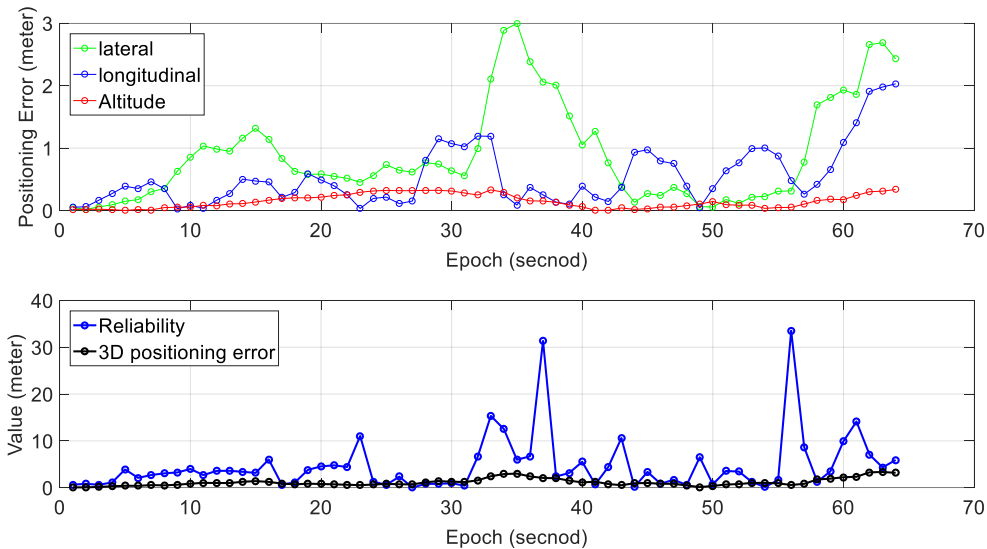 Positioning Error (meter)
3
2
1
0
lateral
longitudinal
Altitude
0 10 20 30 40 50 60 70
Epoch (secnod)
Value (meter)
40
30
20
10
0
Reliability
3D positioning error
0 10 20 30 40 50 60 70
Epoch (secnod)